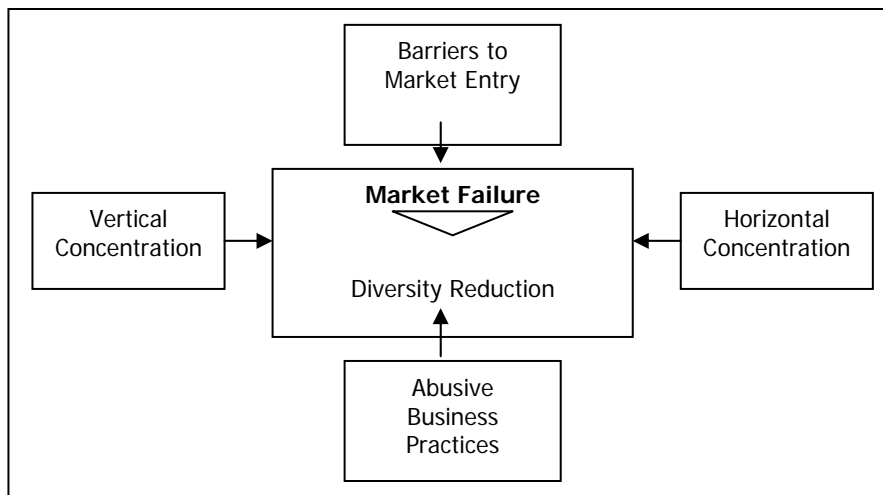 Barriers to
Market Entry
Market Failure
Vertical
Concentration
Horizontal
Concentration
Diversity Reduction
Abusive
Business
Practices